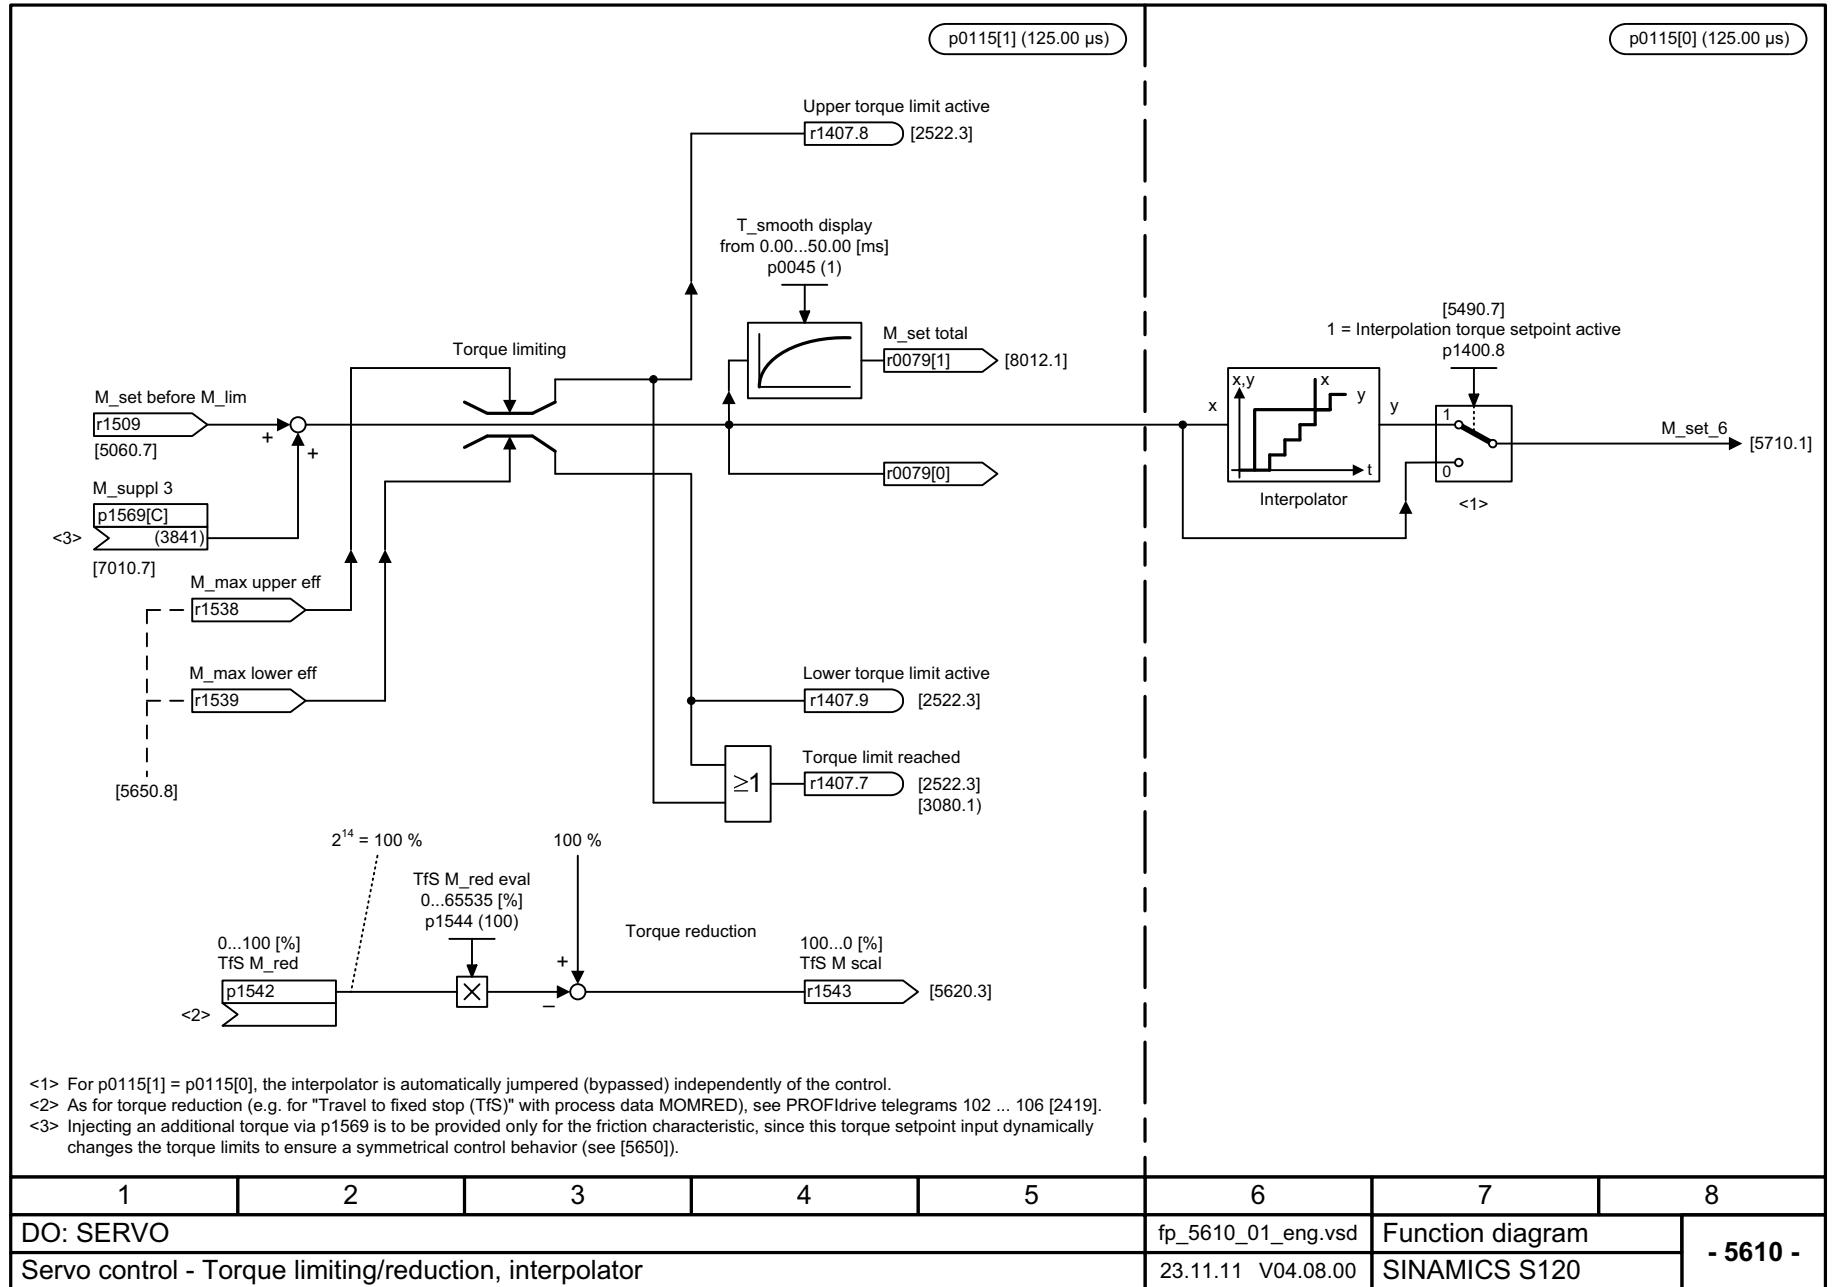 p0115[1] (125.00 µs)
p0115[0] (125.00 µs)
Upper torque limit active
r1407.8
[2522.3]
T_smooth display
from 0.00...50.00 [ms]
p0045 (1)
M_set total
r0079[1]
[8012.1]
[5490.7]
1 = Interpolation torque setpoint active
p1400.8
Torque limiting
M_set before M_lim
r1509
[5060.7]
+
+
M_suppl 3
p1569[C]
(3841)
<3>
[7010.7]
r0079[0]
x
x,y
x
y
t
Interpolator
y
1
0
<1>
M_set_6
[5710.1]
M_max upper eff
r1538
M_max lower eff
r1539
[5650.8]
Lower torque limit active
r1407.9
[2522.3]
Torque limit reached
≥1
r1407.7
[2522.3]
[3080.1)
2^14 = 100 %
100 %
TfS M_red eval
0...65535 [%]
p1544 (100)
Torque reduction
0...100 [%]
TfS M_red
p1542
<2>
×
+
–
100...0 [%]
TfS M scal
r1543
[5620.3]
<1> For p0115[1] = p0115[0], the interpolator is automatically jumpered (bypassed) independently of the control.
<2> As for torque reduction (e.g. for "Travel to fixed stop (TfS)" with process data MOMRED), see PROFIdrive telegrams 102 ... 106 [2419].
<3> Injecting an additional torque via p1569 is to be provided only for the friction characteristic, since this torque setpoint input dynamically
changes the torque limits to ensure a symmetrical control behavior (see [5650]).
1 2 3 4 5 6 7 8
DO: SERVO
fp_5610_01_eng.vsd
Function diagram
- 5610 -
Servo control - Torque limiting/reduction, interpolator
23.11.11 V04.08.00
SINAMICS S120